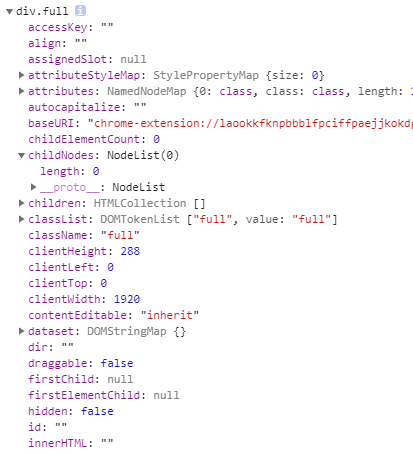 ▼ div.full i
accessKey: ""
align: ""
assignedSlot: null
▶ attributeStyleMap: StylePropertyMap {size: 0}
▶ attributes: NamedNodeMap {0: class, class: class, length: 1
autocapitalize: ""
baseURI: "chrome-extension://laookkfknpbbblfpciffpaejjkokdg
childElementCount: 0
▼ childNodes: NodeList(0)
length: 0
▶ __proto__: NodeList
▶ children: HTMLCollection []
▶ classList: DOMTokenList ["full", value: "full"]
className: "full"
clientHeight: 288
clientLeft: 0
clientTop: 0
clientWidth: 1920
contentEditable: "inherit"
▶ dataset: DOMStringMap {}
dir: ""
draggable: false
firstChild: null
firstElementChild: null
hidden: false
id: ""
innerHTML: ""